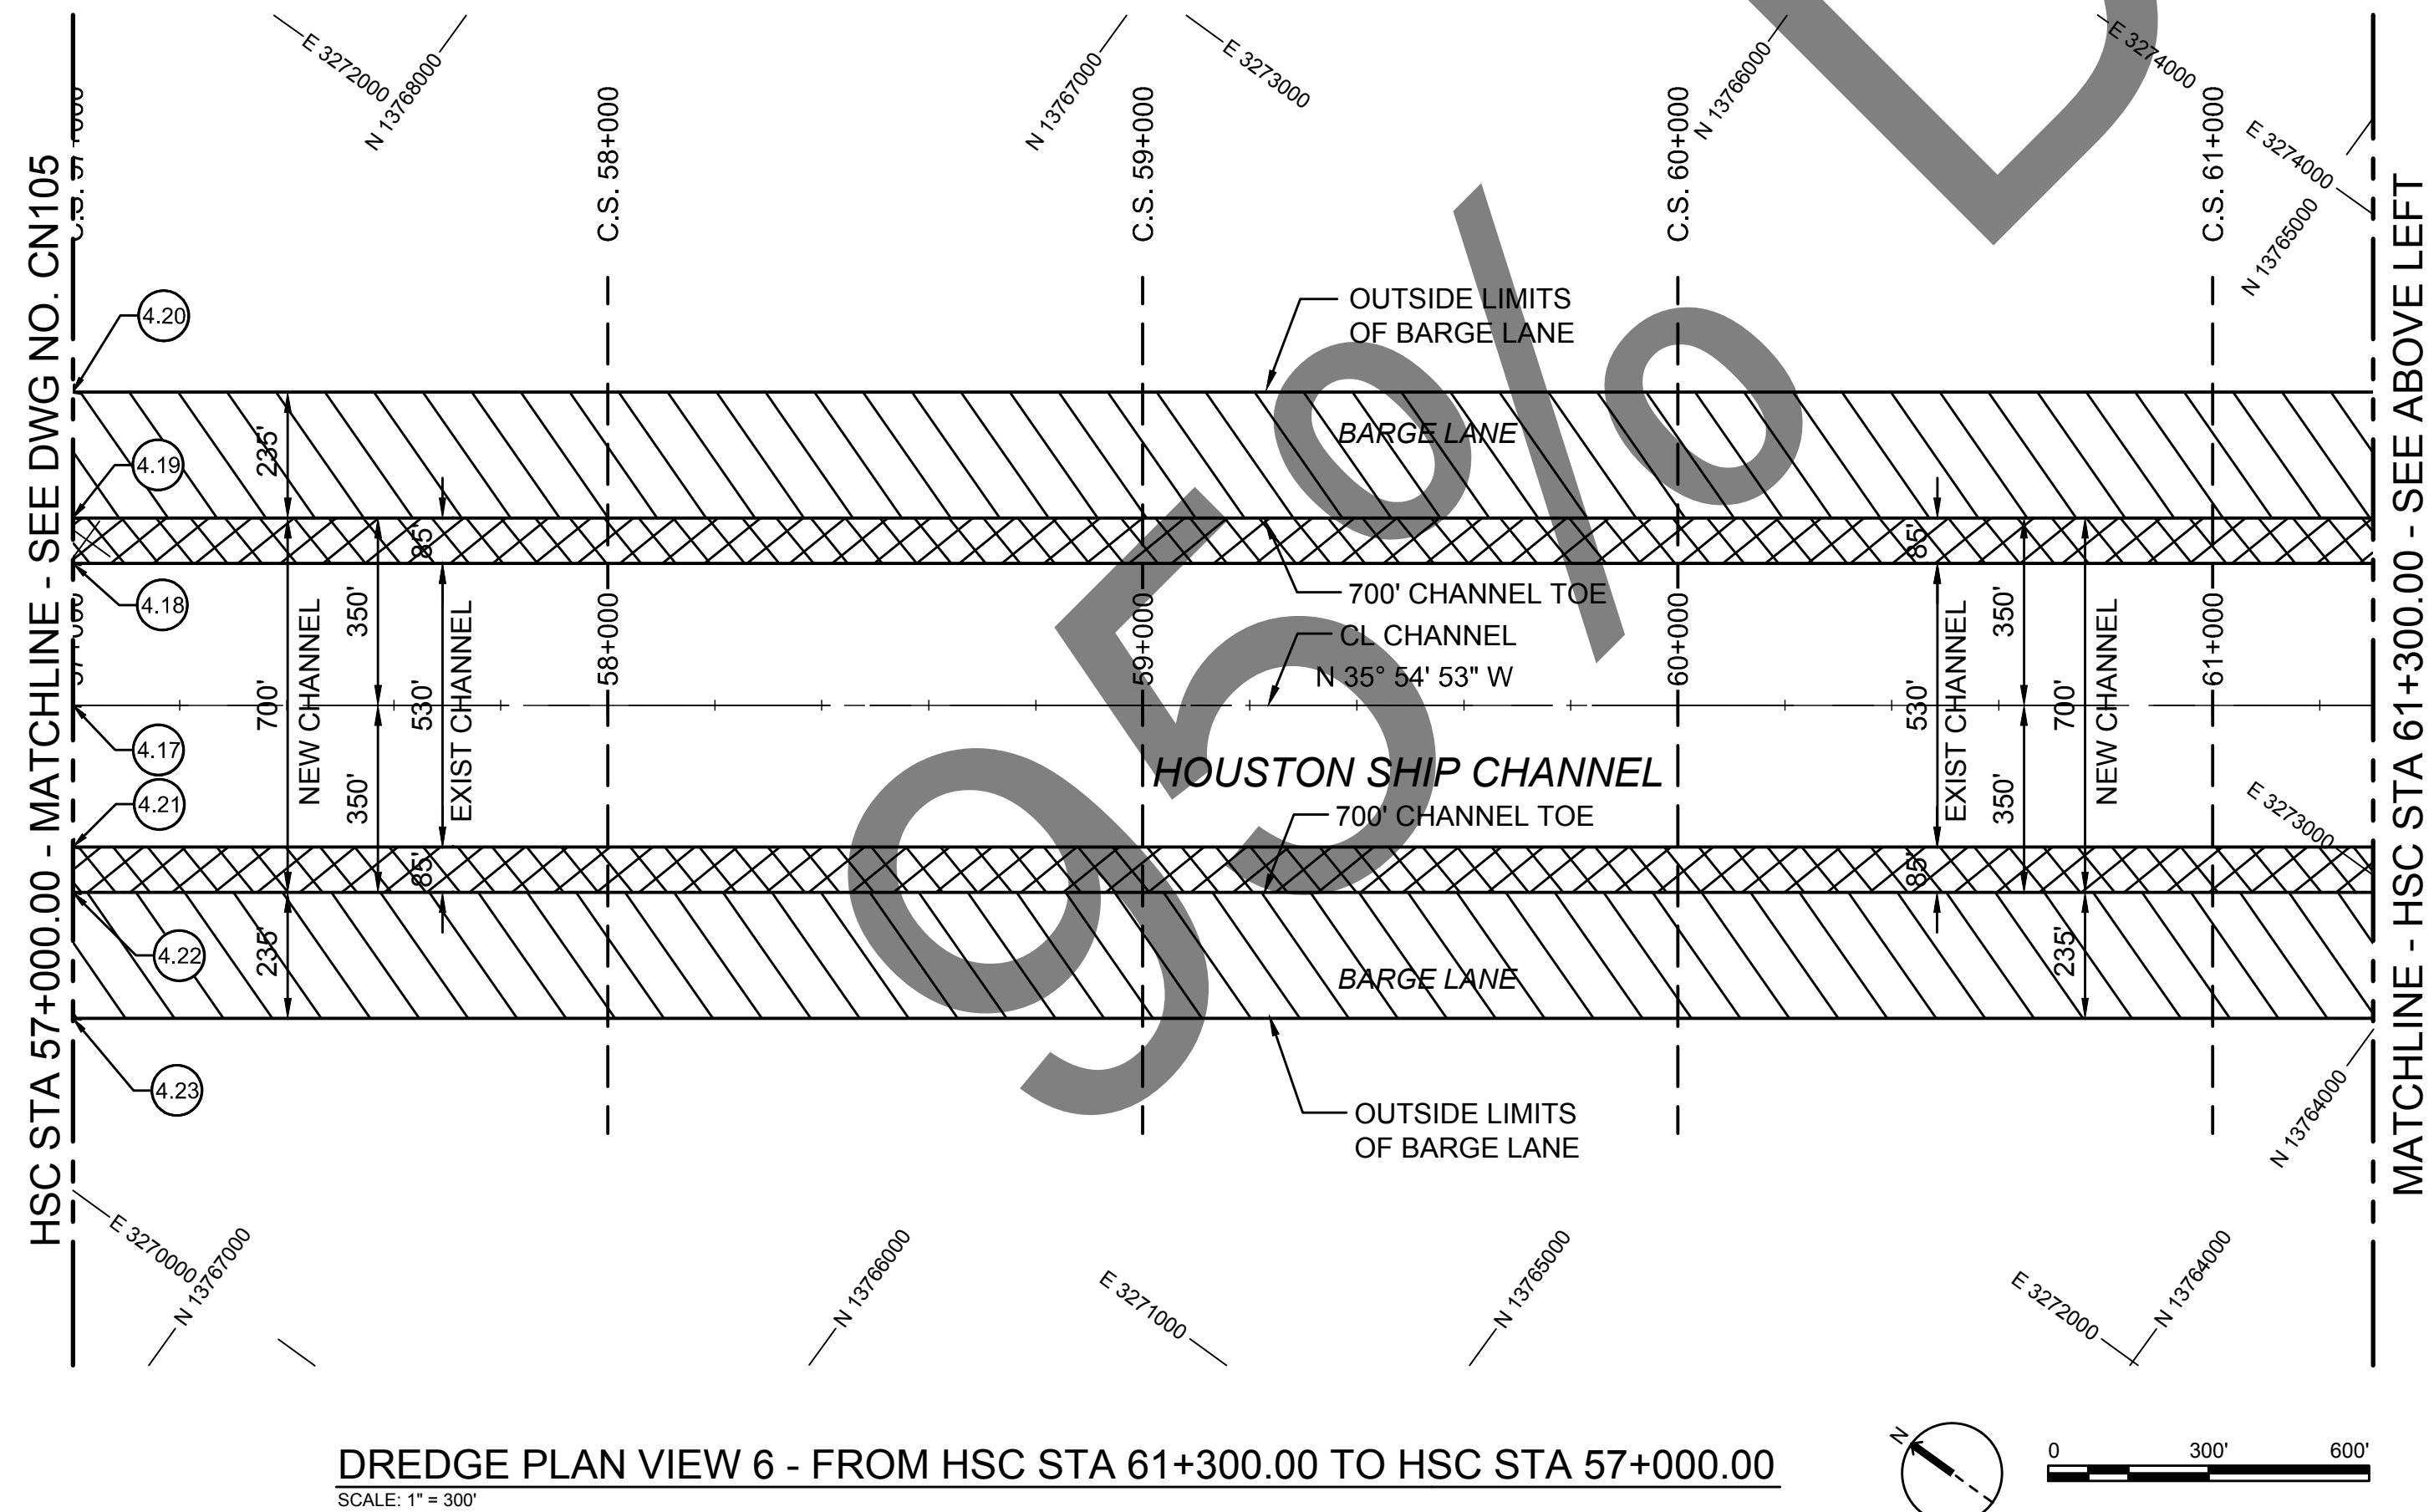 E 3272000
N 13768000
N 13767000
E 3273000
N 13766000
E 3274000
E 3274000
N 13765000
C.S. 57+000
C.S. 58+000
C.S. 59+000
C.S. 60+000
C.S. 61+000
HSC STA 57+000.00 - MATCHLINE - SEE DWG NO. CN105
MATCHLINE - HSC STA 61+300.00 - SEE ABOVE LEFT
4.20
OUTSIDE LIMITS
OF BARGE LANE
235'
BARGE LANE
4.19
85'
85'
4.18
700' CHANNEL TOE
350'
350'
57+000
58+000
59+000
60+000
61+000
CL CHANNEL
N 35° 54' 53" W
700'
NEW CHANNEL
530'
EXIST CHANNEL
530'
EXIST CHANNEL
700'
NEW CHANNEL
4.17
HOUSTON SHIP CHANNEL
4.21
350'
350'
700' CHANNEL TOE
E 3273000
85'
85'
4.22
235'
BARGE LANE
235'
4.23
OUTSIDE LIMITS
OF BARGE LANE
N 13764000
E 3270000
N 13767000
N 13766000
E 3271000
N 13765000
E 3272000
N 13764000
95%
DREDGE PLAN VIEW 6 - FROM HSC STA 61+300.00 TO HSC STA 57+000.00
SCALE: 1" = 300'
N
0 300' 600'